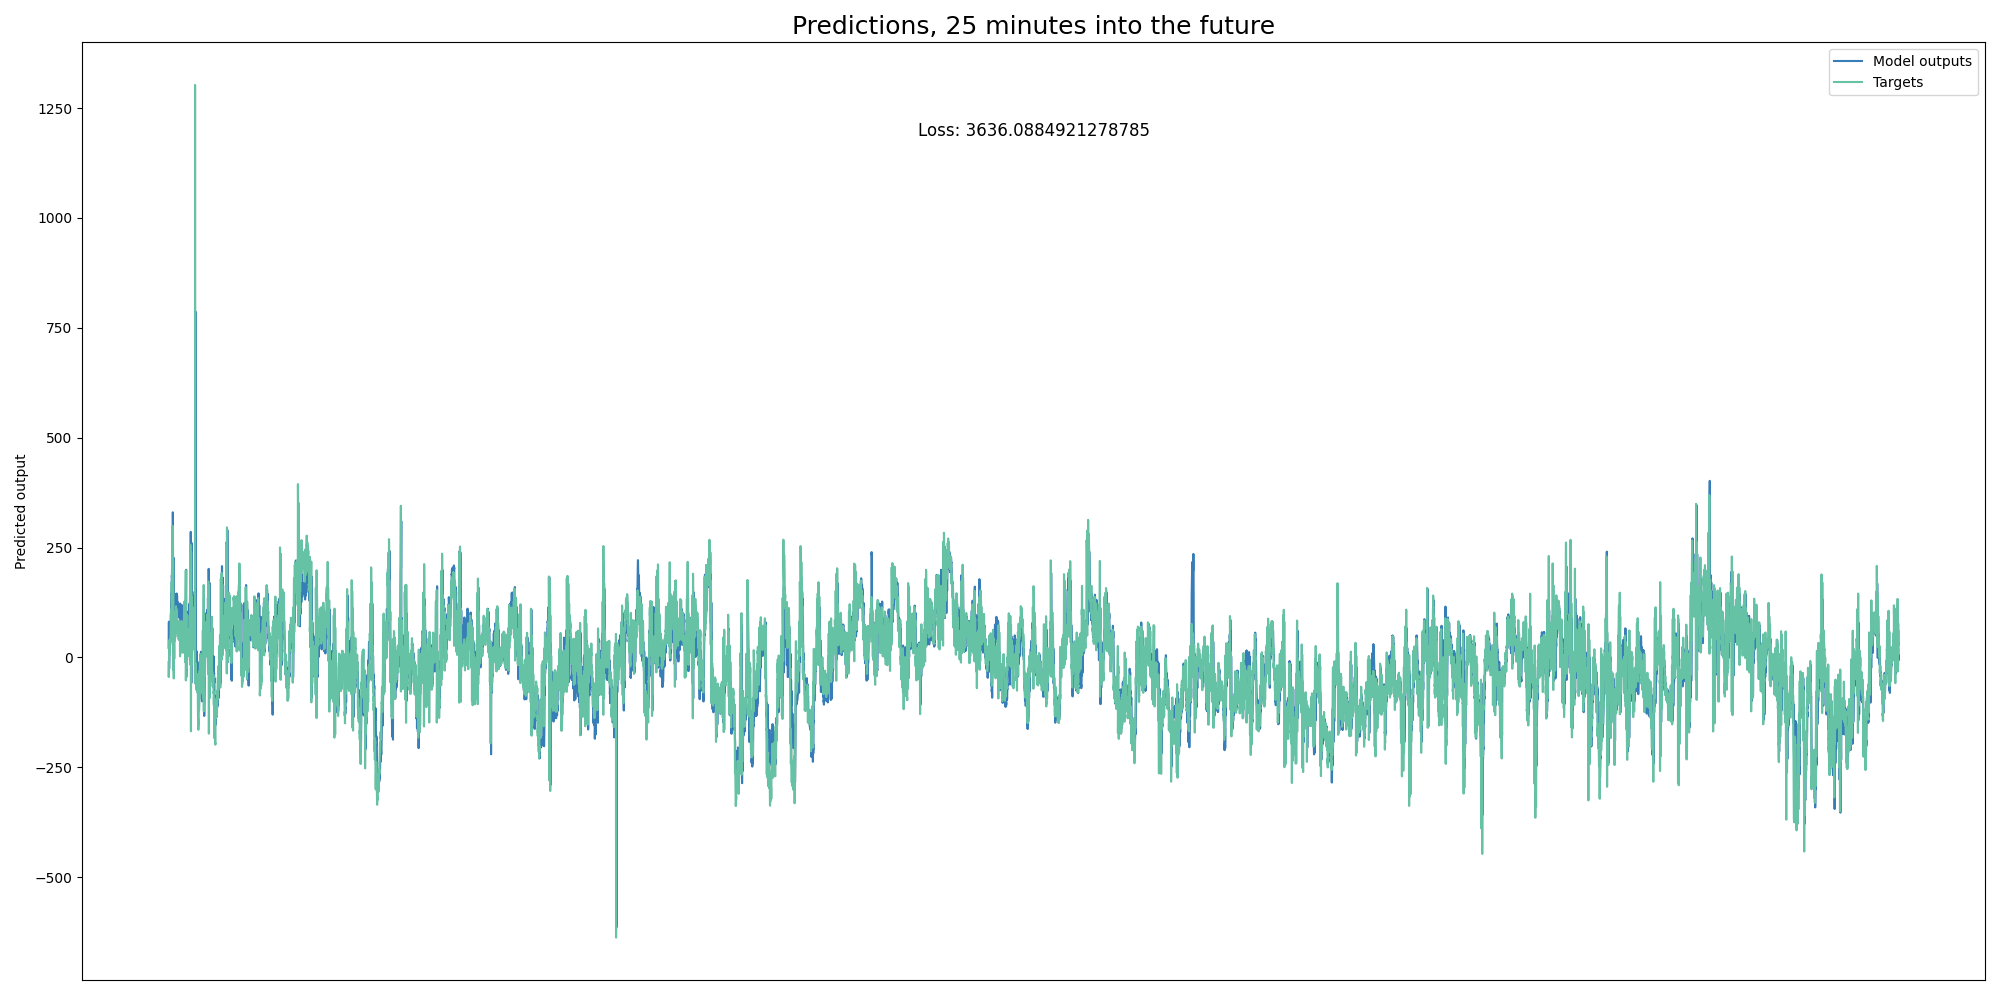 Predictions, 25 minutes into the future
Model outputs
Targets
Loss: 3636.0884921278785
Predicted output
1250
1000
750
500
250
0
−250
−500